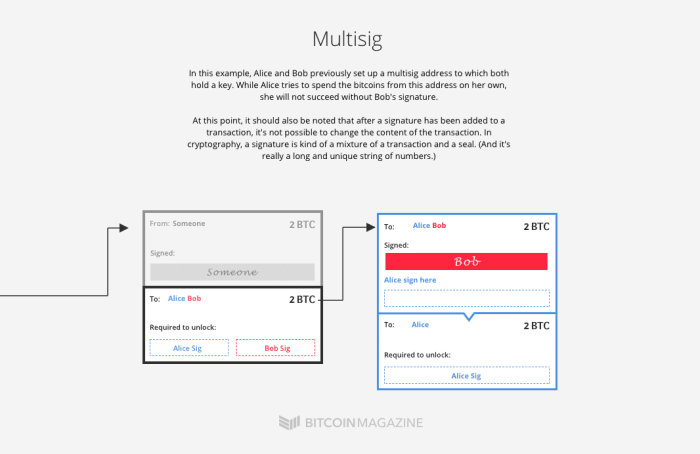 Multisig
In this example, Alice and Bob previously set up a multisig address to which both
hold a key. While Alice tries to spend the bitcoins from this address on her own,
she will not succeed without Bob's signature.
At this point, it should also be noted that after a signature has been added to a
transaction, it's not possible to change the content of the transaction. In
cryptography, a signature is kind of a mixture of a transaction and a seal. (And it's
really a long and unique string of numbers.)
From: Someone 2 BTC
Signed:
Someone
To: Alice Bob 2 BTC
Required to unlock:
Alice Sig Bob Sig
To: Alice Bob 2 BTC
Signed:
Bob
Alice sign here
To: Alice 2 BTC
Required to unlock:
Alice Sig
BITCOINMAGAZINE